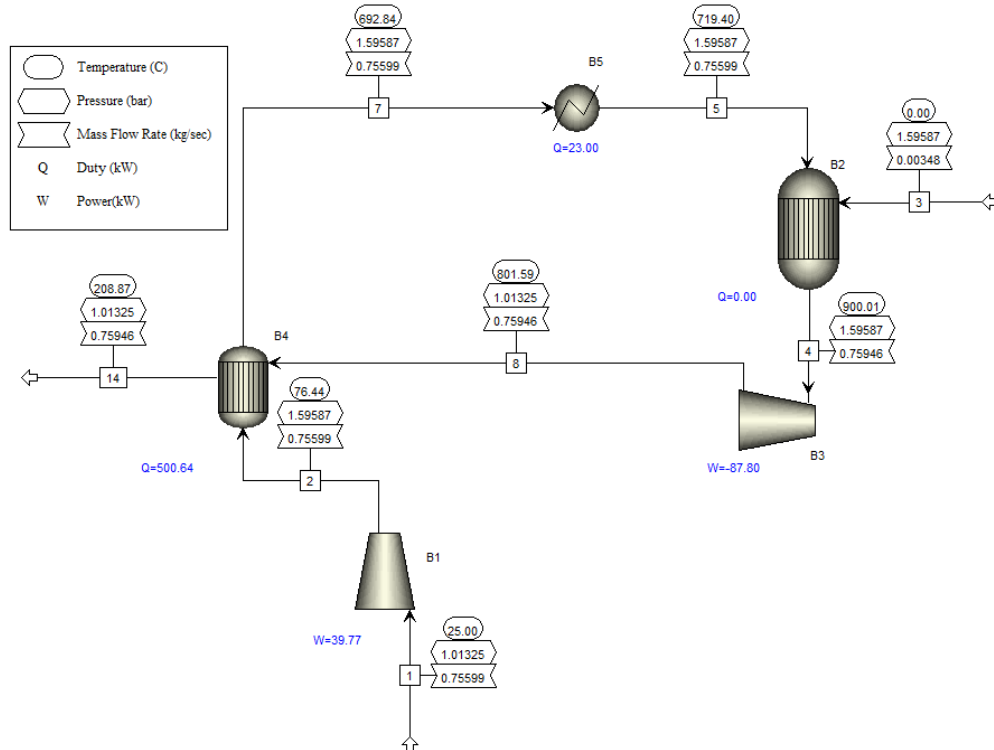 692.84
1.59587
0.75599
7
719.40
1.59587
0.75599
5
B5
Q=23.00
Temperature (C)
Pressure (bar)
Mass Flow Rate (kg/sec)
Q Duty (kW)
W Power(kW)
0.00
1.59587
0.00348
3
B2
Q=0.00
801.59
1.01325
0.75946
8
900.01
1.59587
0.75946
4
208.87
1.01325
0.75946
14
B4
Q=500.64
76.44
1.59587
0.75599
2
W=-87.80
B3
B1
W=39.77
25.00
1.01325
0.75599
1